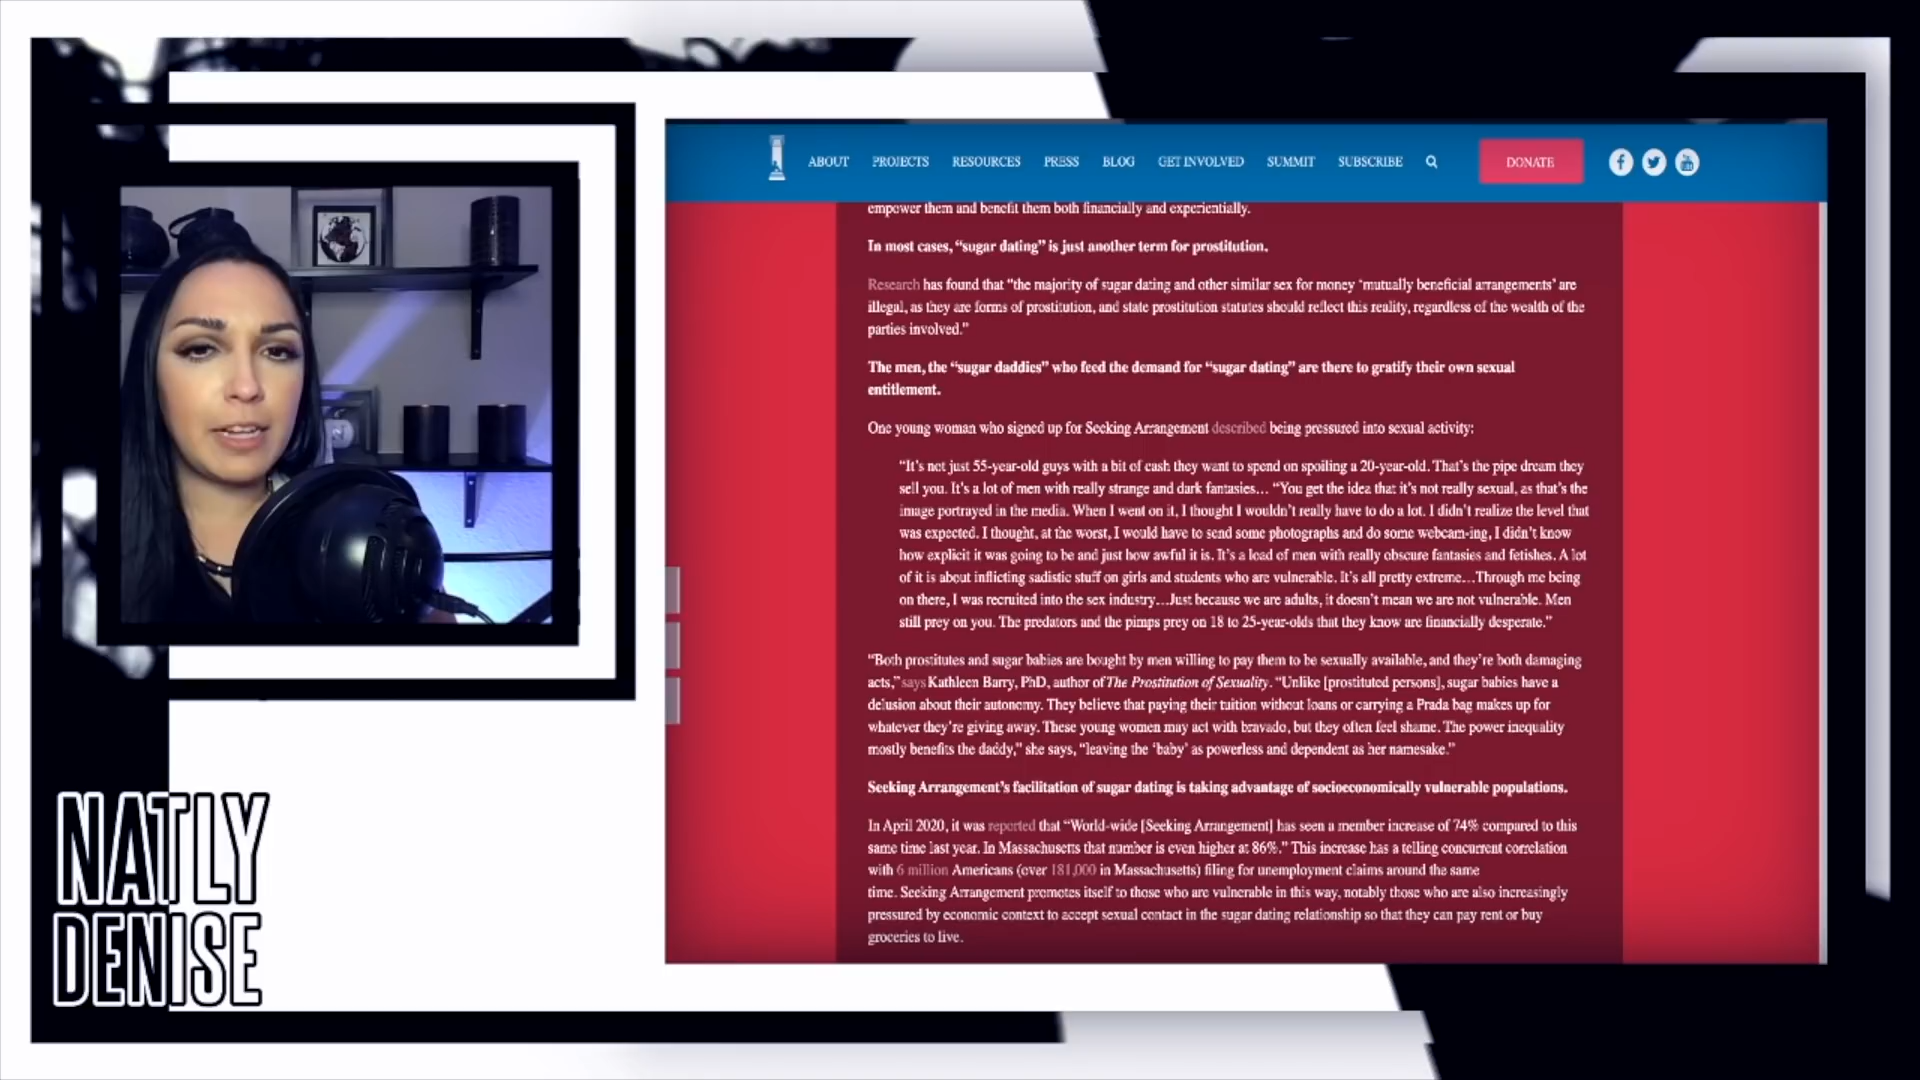 ABOUT PROJECTS RESOURCES PRESS BLOG GET INVOLVED SUMMIT SUBSCRIBE DONATE
empower them and benefit them both financially and experientially.
In most cases, “sugar dating” is just another term for prostitution.
Research has found that “the majority of sugar dating and other similar sex for money ‘mutually beneficial arrangements’ are
illegal, as they are forms of prostitution, and state prostitution statutes should reflect this reality, regardless of the wealth of the
parties involved.”
The men, the “sugar daddies” who feed the demand for “sugar dating” are there to gratify their own sexual
entitlement.
One young woman who signed up for Seeking Arrangement described being pressured into sexual activity:
“It’s not just 55-year-old guys with a bit of cash they want to spend on spoiling a 20-year-old. That’s the pipe dream they
sell you. It’s a lot of men with really strange and dark fantasies… “You get the idea that it’s not really sexual, as that’s the
image portrayed in the media. When I went on it, I thought I wouldn’t really have to do a lot. I didn’t realize the level that
was expected. I thought, at the worst, I would have to send some photographs and do some webcam-ing, I didn’t know
how explicit it was going to be and just how awful it is. It’s a load of men with really obscure fantasies and fetishes. A lot
of it is about inflicting sadistic stuff on girls and students who are vulnerable. It’s all pretty extreme…Through me being
on there, I was recruited into the sex industry…Just because we are adults, it doesn’t mean we are not vulnerable. Men
still prey on you. The predators and the pimps prey on 18 to 25-year-olds that they know are financially desperate.”
“Both prostitutes and sugar babies are bought by men willing to pay them to be sexually available, and they’re both damaging
acts,” says Kathleen Barry, PhD, author of The Prostitution of Sexuality. “Unlike [prostituted persons], sugar babies have a
delusion about their autonomy. They believe that paying their tuition without loans or carrying a Prada bag makes up for
whatever they’re giving away. These young women may act with bravado, but they often feel shame. The power inequality
mostly benefits the daddy,” she says, “leaving the ‘baby’ as powerless and dependent as her namesake.”
Seeking Arrangement’s facilitation of sugar dating is taking advantage of socioeconomically vulnerable populations.
In April 2020, it was reported that “World-wide [Seeking Arrangement] has seen a member increase of 74% compared to this
same time last year. In Massachusetts that number is even higher at 86%.” This increase has a telling concurrent correlation
with 6 million Americans (over 181,000 in Massachusetts) filing for unemployment claims around the same
time. Seeking Arrangement promotes itself to those who are vulnerable in this way, notably those who are also increasingly
pressured by economic context to accept sexual contact in the sugar dating relationship so that they can pay rent or buy
groceries to live.
NATLY
DENISE